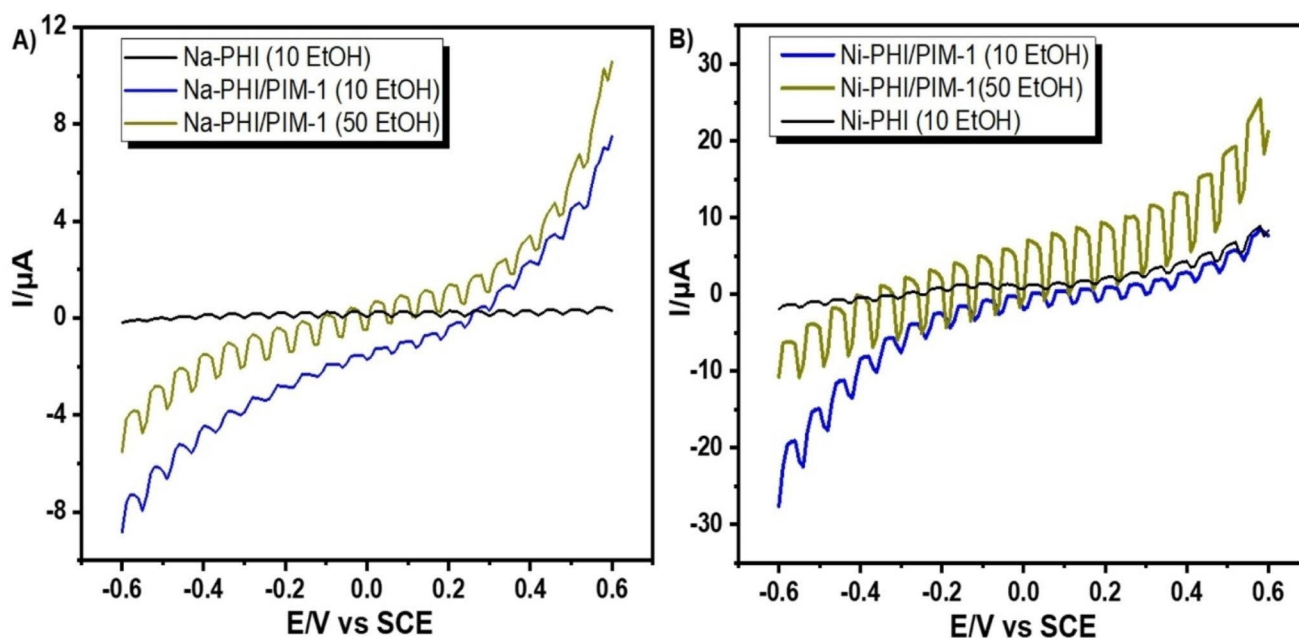 A)
Na-PHI (10 EtOH)
Na-PHI/PIM-1 (10 EtOH)
Na-PHI/PIM-1 (50 EtOH)
12
8
4
0
-4
-8
I/µA
-0.6 -0.4 -0.2 0.0 0.2 0.4 0.6
E/V vs SCE
B)
Ni-PHI/PIM-1 (10 EtOH)
Ni-PHI/PIM-1(50 EtOH)
Ni-PHI (10 EtOH)
30
20
10
0
-10
-20
-30
I/µA
-0.6 -0.4 -0.2 0.0 0.2 0.4 0.6
E/V vs SCE